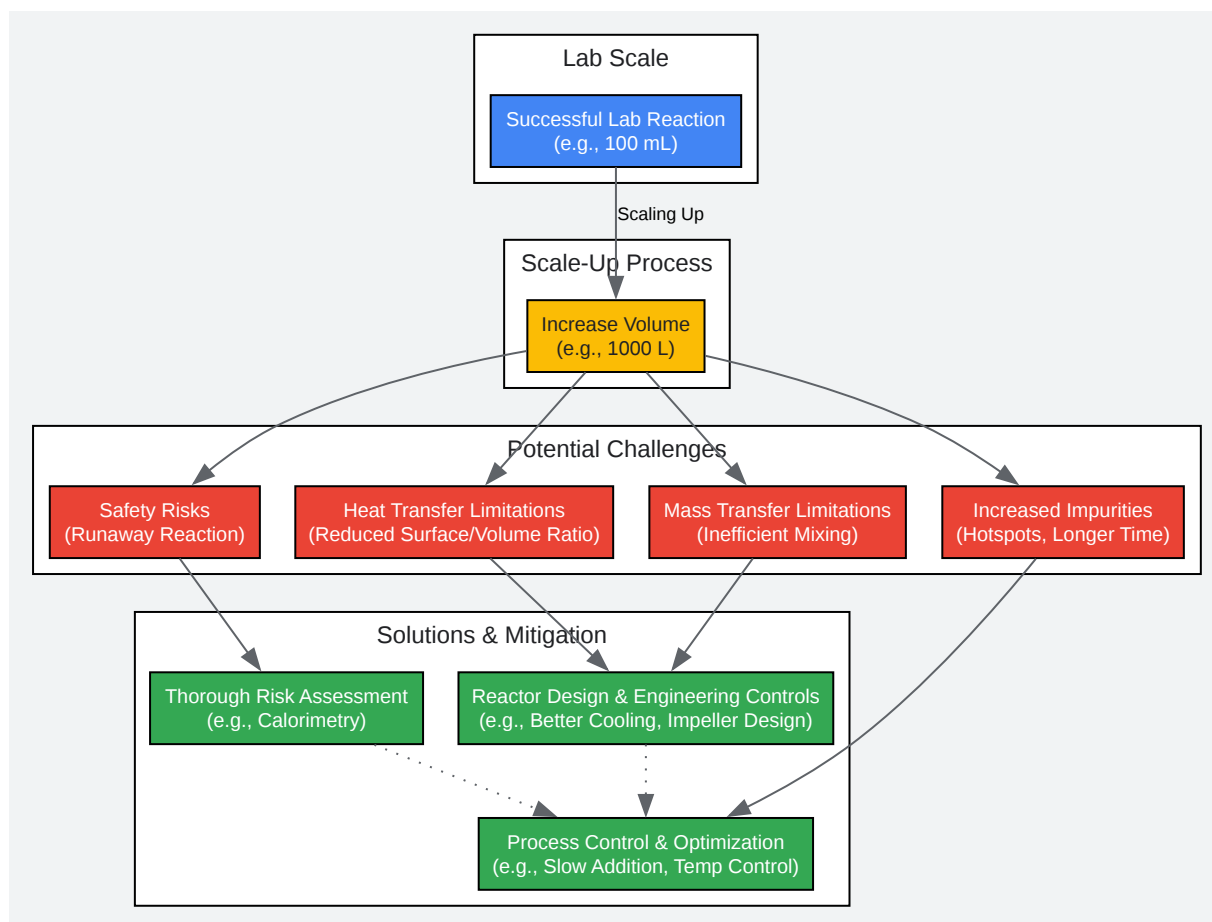 Lab Scale
Successful Lab Reaction
(e.g., 100 mL)
Scaling Up
Scale-Up Process
Increase Volume
(e.g., 1000 L)
Potential Challenges
Safety Risks
(Runaway Reaction)
Heat Transfer Limitations
(Reduced Surface/Volume Ratio)
Mass Transfer Limitations
(Inefficient Mixing)
Increased Impurities
(Hotspots, Longer Time)
Solutions & Mitigation
Thorough Risk Assessment
(e.g., Calorimetry)
Reactor Design & Engineering Controls
(e.g., Better Cooling, Impeller Design)
Process Control & Optimization
(e.g., Slow Addition, Temp Control)